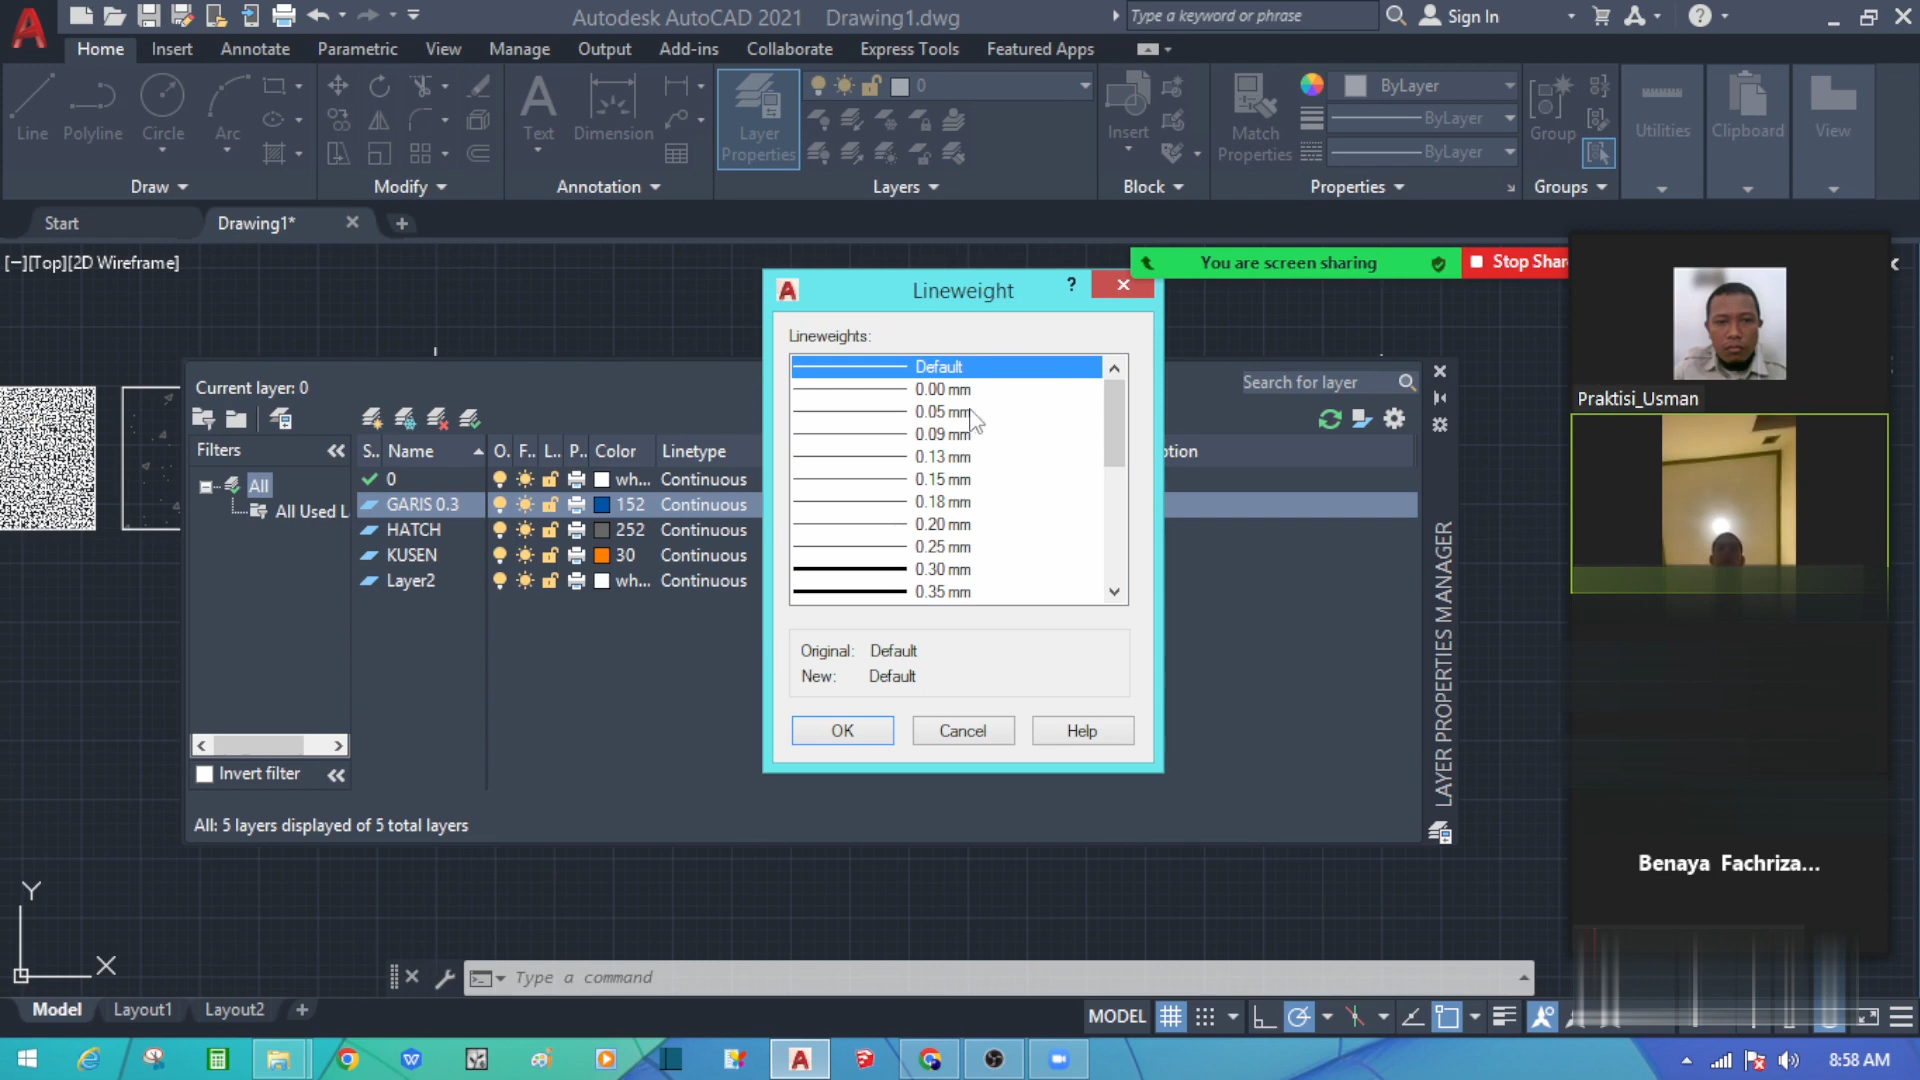 Autodesk AutoCAD 2021 Drawing1.dwg
Type a keyword or phrase
Sign In
Home Insert Annotate Parametric View Manage Output Add-ins Collaborate Express Tools Featured Apps
Line Polyline Circle Arc
Draw
Modify
Text Dimension
Annotation
Layer Properties
0
Layers
Insert
Block
Match Properties
ByLayer
ByLayer
ByLayer
Properties
Group
Groups
Utilities
Clipboard
View
Start Drawing1*
[−][Top][2D Wireframe]
You are screen sharing
Stop Shar
Praktisi_Usman
Benaya Fachriza...
Current layer: 0
Search for layer
Filters
All
All Used L
Invert filter
S.. Name O. F.. L.. P.. Color Linetype ption
0 wh... Continuous
GARIS 0.3 152 Continuous
HATCH 252 Continuous
KUSEN 30 Continuous
Layer2 wh... Continuous
All: 5 layers displayed of 5 total layers
LAYER PROPERTIES MANAGER
Lineweight
?
Lineweights:
Default
0.00 mm
0.05 mm
0.09 mm
0.13 mm
0.15 mm
0.18 mm
0.20 mm
0.25 mm
0.30 mm
0.35 mm
Original: Default
New: Default
OK Cancel Help
Y
X
Type a command
Model Layout1 Layout2
MODEL
8:58 AM